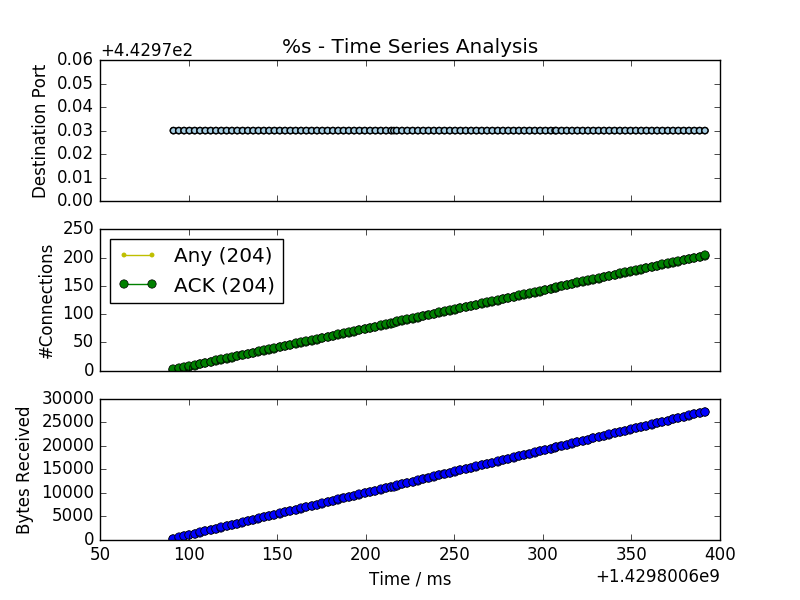 %s - Time Series Analysis
+4.4297e2
0.06
0.05
0.04
0.03
0.02
0.01
0.00
Destination Port
250
200
150
100
50
0
#Connections
Any (204)
ACK (204)
30000
25000
20000
15000
10000
5000
0
Bytes Received
50 100 150 200 250 300 350 400
Time / ms
+1.4298006e9